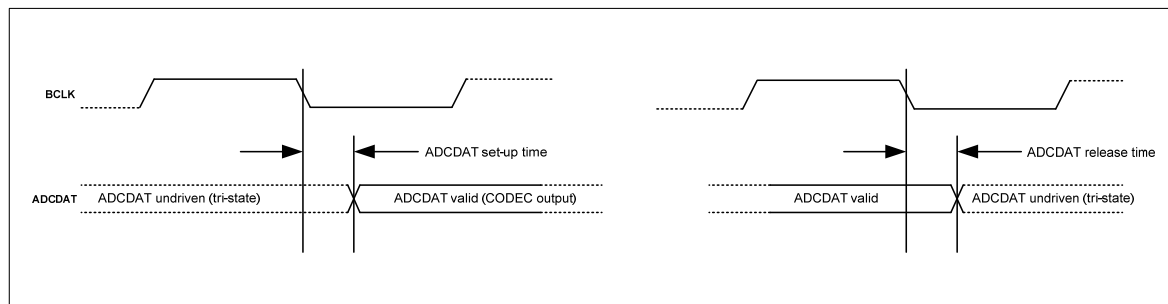 BCLK
ADCDAT set-up time
ADCDAT release time
ADCDAT
ADCDAT undriven (tri-state)
ADCDAT valid (CODEC output)
ADCDAT valid
ADCDAT undriven (tri-state)